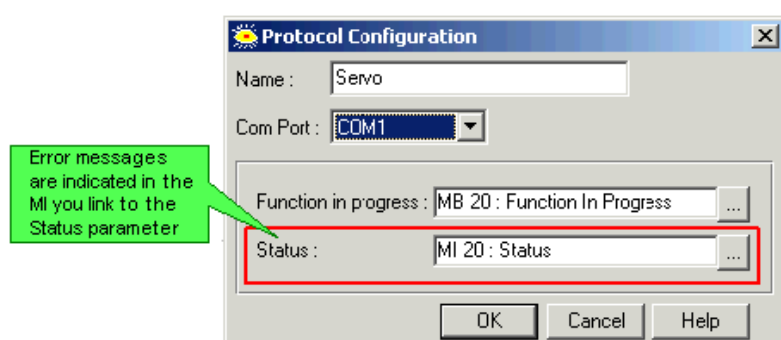 Protocol Configuration
Name :
Servo
Com Port :
COM1
Error messages
are indicated in the
MI you link to the
Status parameter
Function in progress :
MB 20 : Function In Progress
...
Status :
MI 20 : Status
...
OK
Cancel
Help